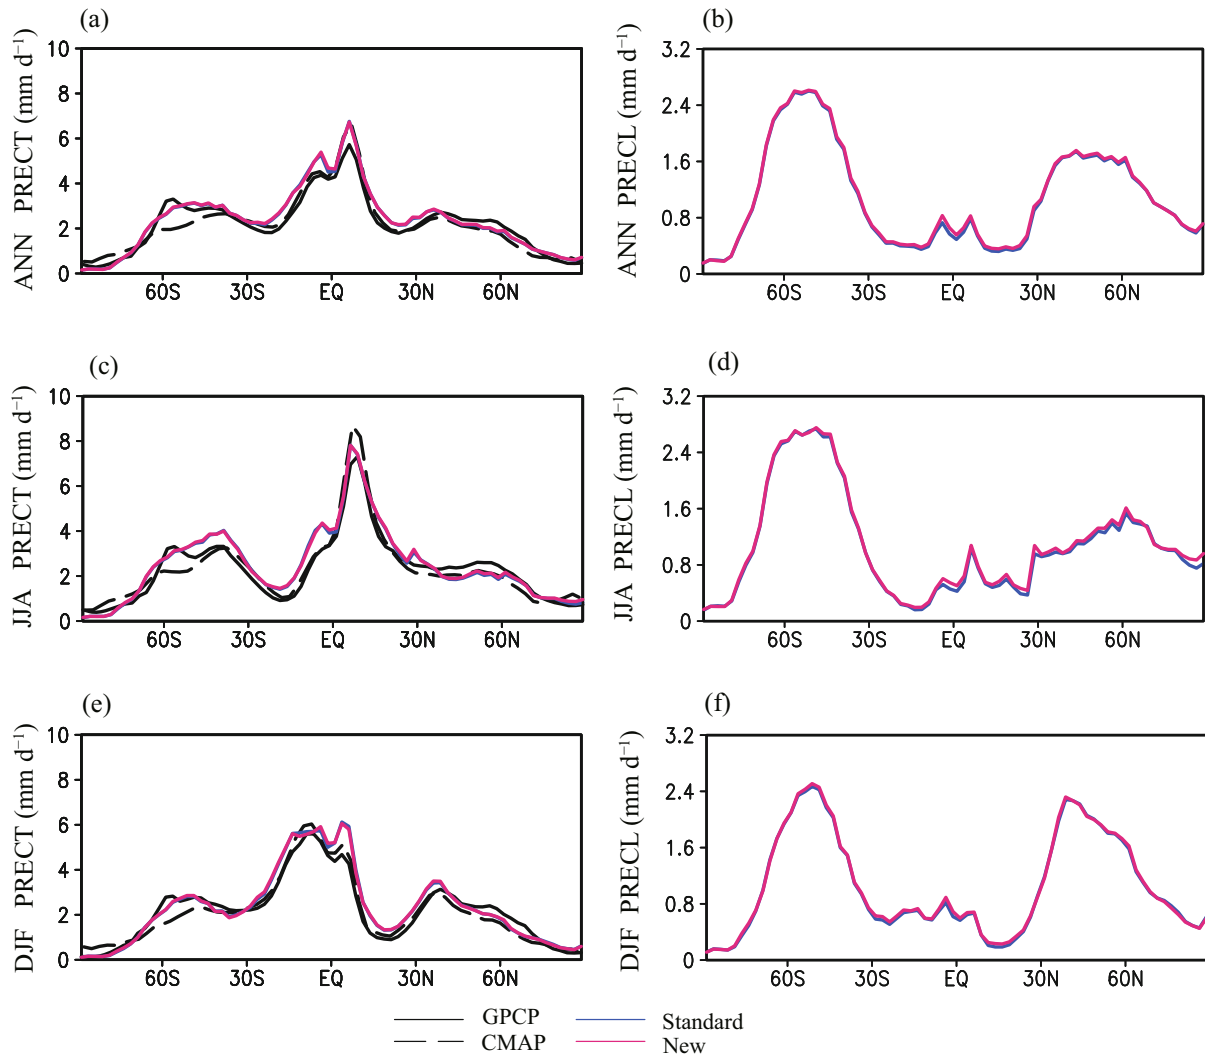 (a)
ANN PRECT (mm d⁻¹)
10
8
6
4
2
0
60S 30S EQ 30N 60N
(b)
ANN PRECL (mm d⁻¹)
3.2
2.4
1.6
0.8
0
60S 30S EQ 30N 60N
(c)
JJA PRECT (mm d⁻¹)
10
8
6
4
2
0
60S 30S EQ 30N 60N
(d)
JJA PRECL (mm d⁻¹)
3.2
2.4
1.6
0.8
0
60S 30S EQ 30N 60N
(e)
DJF PRECT (mm d⁻¹)
10
8
6
4
2
0
60S 30S EQ 30N 60N
(f)
DJF PRECL (mm d⁻¹)
3.2
2.4
1.6
0.8
0
60S 30S EQ 30N 60N
GPCP
CMAP
Standard
New